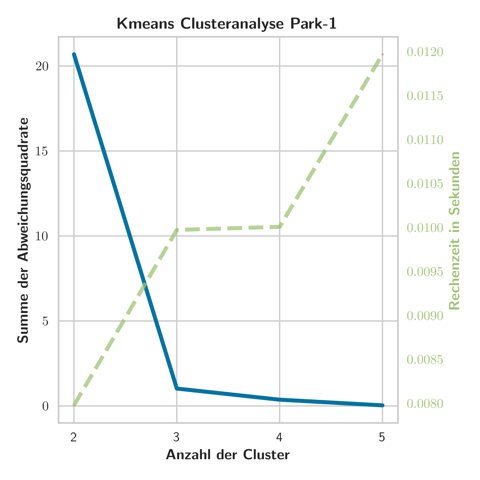 Kmeans Clusteranalyse Park-1
Summe der Abweichungsquadrate
20
15
10
5
0
0.0120
0.0115
0.0110
0.0105
0.0100
0.0095
0.0090
0.0085
0.0080
Rechenzeit in Sekunden
2 3 4 5
Anzahl der Cluster